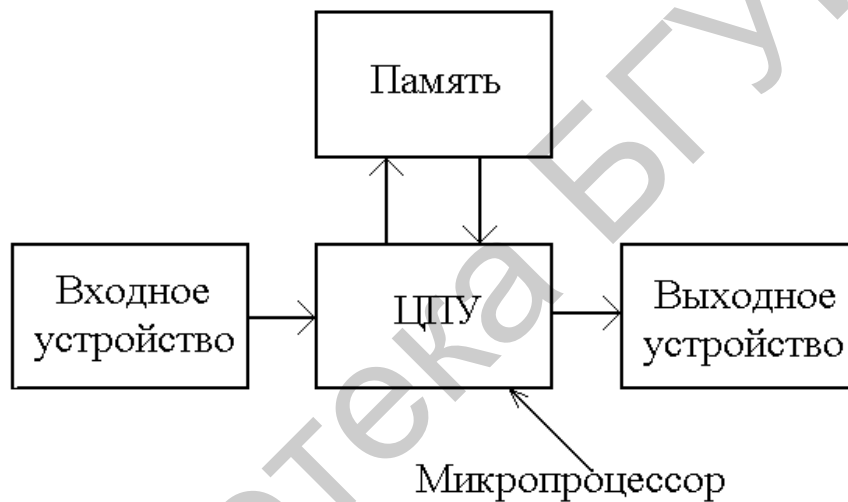 Память
Входное
устройство
ЦПУ
Выходное
устройство
Микропроцессор